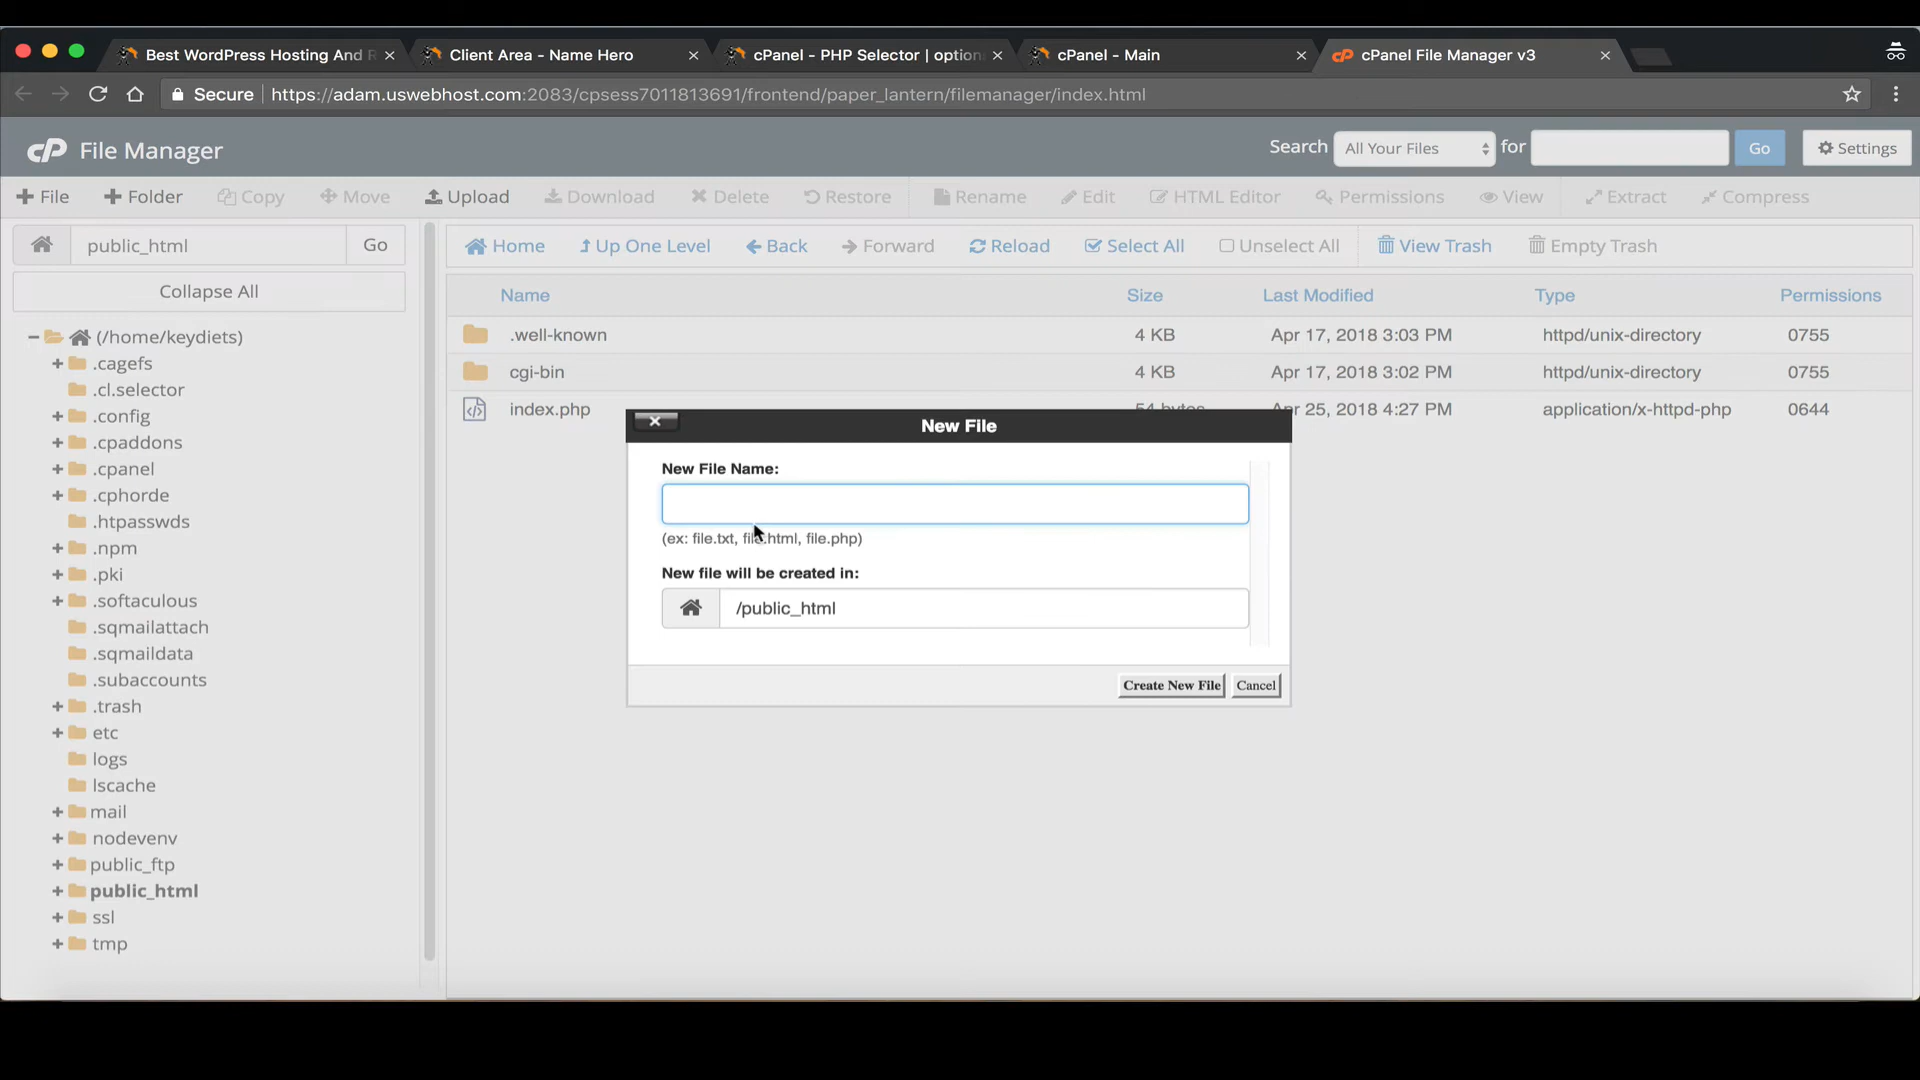 Best WordPress Hosting And R
Client Area - Name Hero
cPanel - PHP Selector | option
cPanel - Main
cPanel File Manager v3
Secure https://adam.uswebhost.com:2083/cpsess7011813691/frontend/paper_lantern/filemanager/index.html
cP File Manager
Search All Your Files for Go Settings
File Folder Copy Move Upload Download Delete Restore Rename Edit HTML Editor Permissions View Extract Compress
public_html Go
Home Up One Level Back Forward Reload Select All Unselect All View Trash Empty Trash
Collapse All
Name Size Last Modified Type Permissions
.well-known 4 KB Apr 17, 2018 3:03 PM httpd/unix-directory 0755
cgi-bin 4 KB Apr 17, 2018 3:02 PM httpd/unix-directory 0755
index.php 54 bytes Apr 25, 2018 4:27 PM application/x-httpd-php 0644
(/home/keydiets)
.cagefs
.cl.selector
.config
.cpaddons
.cpanel
.cphorde
.htpasswds
.npm
.pki
.softaculous
.sqmailattach
.sqmaildata
.subaccounts
.trash
etc
logs
lscache
mail
nodevenv
public_ftp
public_html
ssl
tmp
New File
New File Name:
(ex: file.txt, file.html, file.php)
New file will be created in:
/public_html
Create New File Cancel